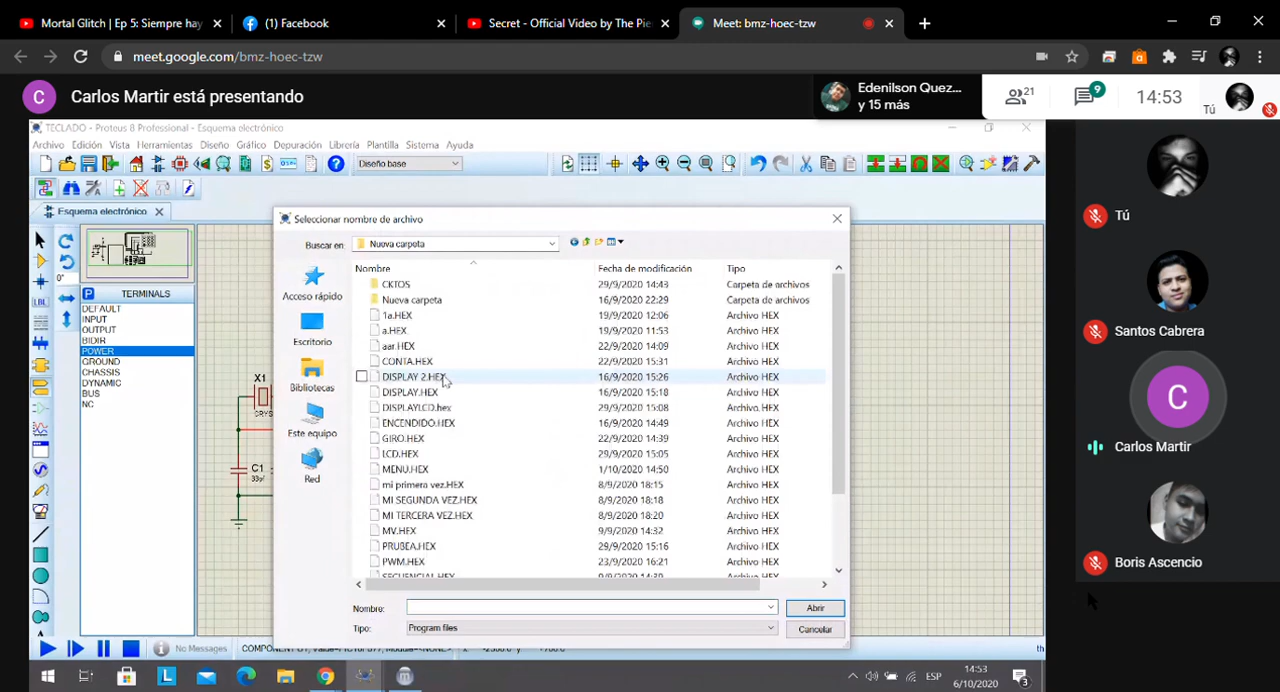 Mortal Glitch | Ep 5: Siempre hay
(1) Facebook
Secret - Official Video by The Pie
Meet: bmz-hoec-tzw
meet.google.com/bmz-hoec-tzw
C
Carlos Martir está presentando
Edenilson Quez...
y 15 más
21
9
14:53
Tú
TECLADO - Proteus 8 Professional - Esquema electrónico
Archivo Edición Vista Herramientas Diseño Gráfico Depuración Librería Plantilla Sistema Ayuda
Diseño base
Esquema electrónico
Seleccionar nombre de archivo
Buscar en: Nueva carpeta
Nombre Fecha de modificación Tipo
CKTOS 29/9/2020 14:43 Carpeta de archivos
Nueva carpeta 16/9/2020 22:29 Carpeta de archivos
1a.HEX 19/9/2020 12:06 Archivo HEX
a.HEX 19/9/2020 11:53 Archivo HEX
aar.HEX 22/9/2020 14:09 Archivo HEX
CONTA.HEX 22/9/2020 15:31 Archivo HEX
DISPLAY 2.HEX 16/9/2020 15:26 Archivo HEX
DISPLAY.HEX 16/9/2020 15:18 Archivo HEX
DISPLAYLCD.hex 29/9/2020 15:08 Archivo HEX
ENCENDIDO.HEX 16/9/2020 14:49 Archivo HEX
GIRO.HEX 22/9/2020 14:39 Archivo HEX
LCD.HEX 29/9/2020 15:05 Archivo HEX
MENU.HEX 1/10/2020 14:50 Archivo HEX
mi primera vez.HEX 8/9/2020 18:15 Archivo HEX
MI SEGUNDA VEZ.HEX 8/9/2020 18:18 Archivo HEX
MI TERCERA VEZ.HEX 8/9/2020 18:20 Archivo HEX
MV.HEX 9/9/2020 14:32 Archivo HEX
PRUBEA.HEX 29/9/2020 15:16 Archivo HEX
PWM.HEX 23/9/2020 16:21 Archivo HEX
SECUENCIAL.HEX 9/9/2020 14:39 Archivo HEX
Acceso rápido
Escritorio
Bibliotecas
Este equipo
Red
Nombre:
Abrir
Tipo: Program files
Cancelar
0°
LBL
P TERMINALS
DEFAULT
INPUT
OUTPUT
BIDIR
POWER
GROUND
CHASSIS
DYNAMIC
BUS
NC
X1
C1
33pf
No Messages
Tú
Santos Cabrera
C
Carlos Martir
Boris Ascencio
ESP
14:53
6/10/2020
3